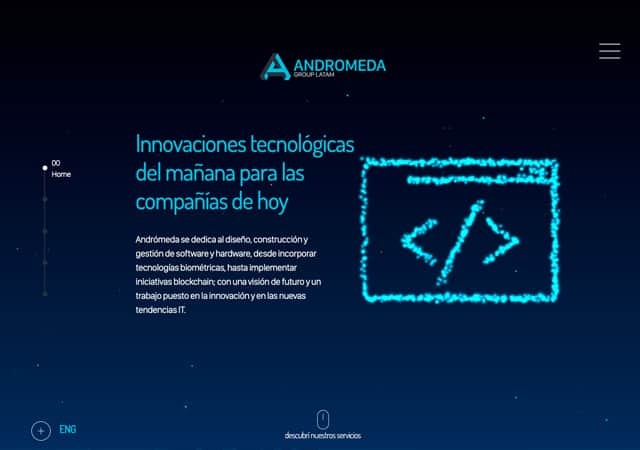 ANDROMEDA
GROUP LATAM
00
Home
Innovaciones tecnológicas
del mañana para las
compañías de hoy
Andrómeda se dedica al diseño, construcción y
gestión de software y hardware, desde incorporar
tecnologías biométricas, hasta implementar
iniciativas blockchain; con una visión de futuro y un
trabajo puesto en la innovación y en las nuevas
tendencias IT.
</>
ENG
descubrí nuestros servicios